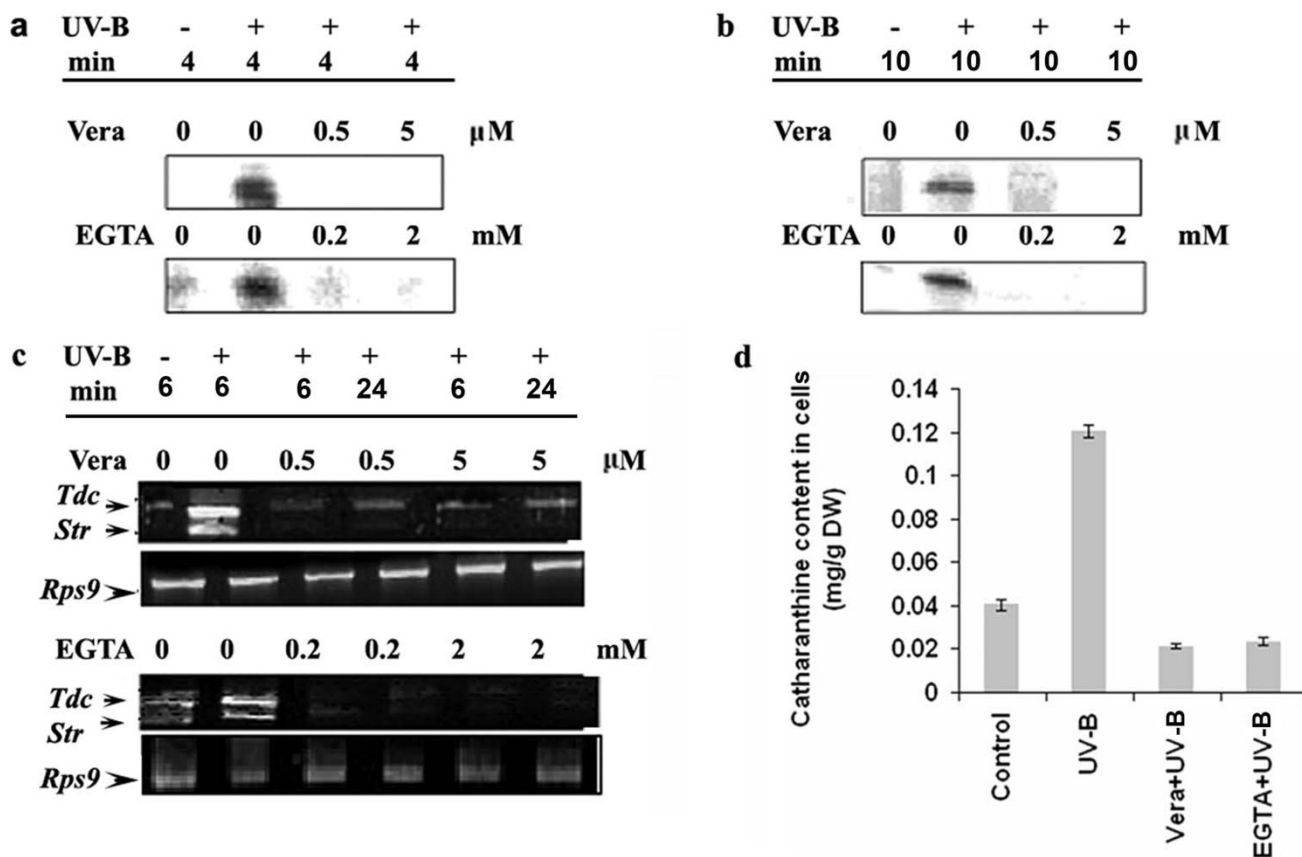 a UV-B - + + +
min 4 4 4 4
Vera 0 0 0.5 5 µM
EGTA 0 0 0.2 2 mM
b UV-B - + + +
min 10 10 10 10
Vera 0 0 0.5 5 µM
EGTA 0 0 0.2 2 mM
c UV-B - + + + + +
min 6 6 6 24 6 24
Vera 0 0 0.5 0.5 5 5 µM
Tdc
Str
Rps9
EGTA 0 0 0.2 0.2 2 2 mM
Tdc
Str
Rps9
d
Catharanthine content in cells
(mg/g DW)
0.14
0.12
0.1
0.08
0.06
0.04
0.02
0
Control
UV-B
Vera+UV-B
EGTA+UV-B